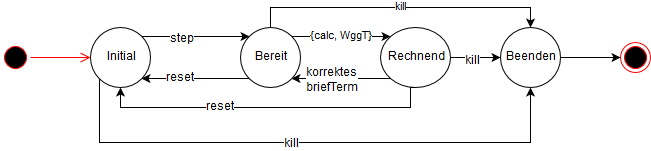 kill
step
{calc, WggT}
Initial
Bereit
Rechnend
Beenden
kill
reset
korrektes
briefTerm
reset
kill